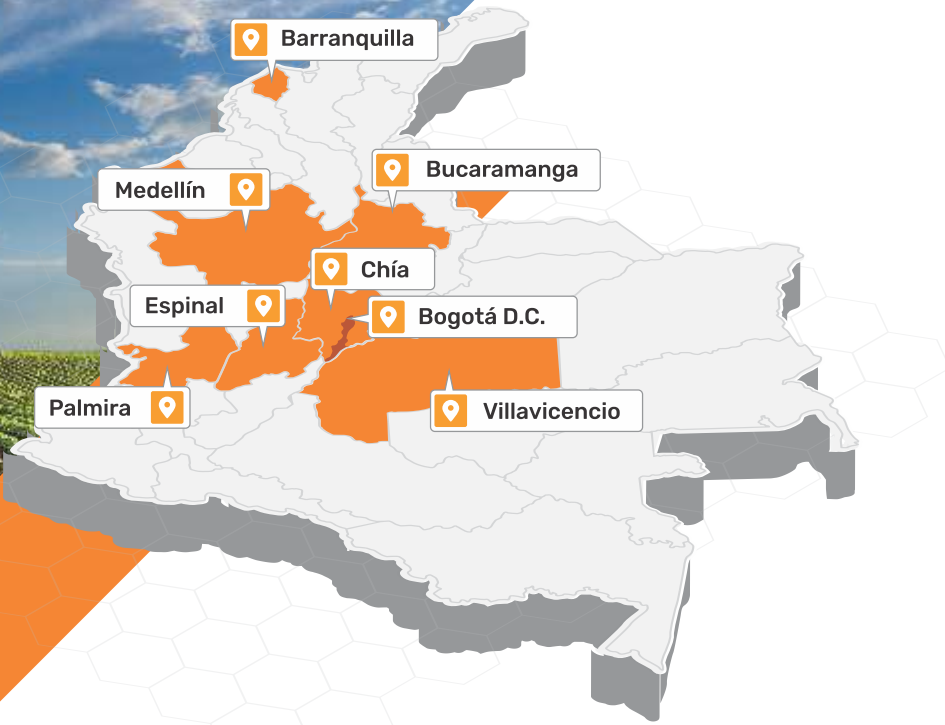 Barranquilla
Bucaramanga
Medellín
Chía
Espinal
Bogotá D.C.
Palmira
Villavicencio